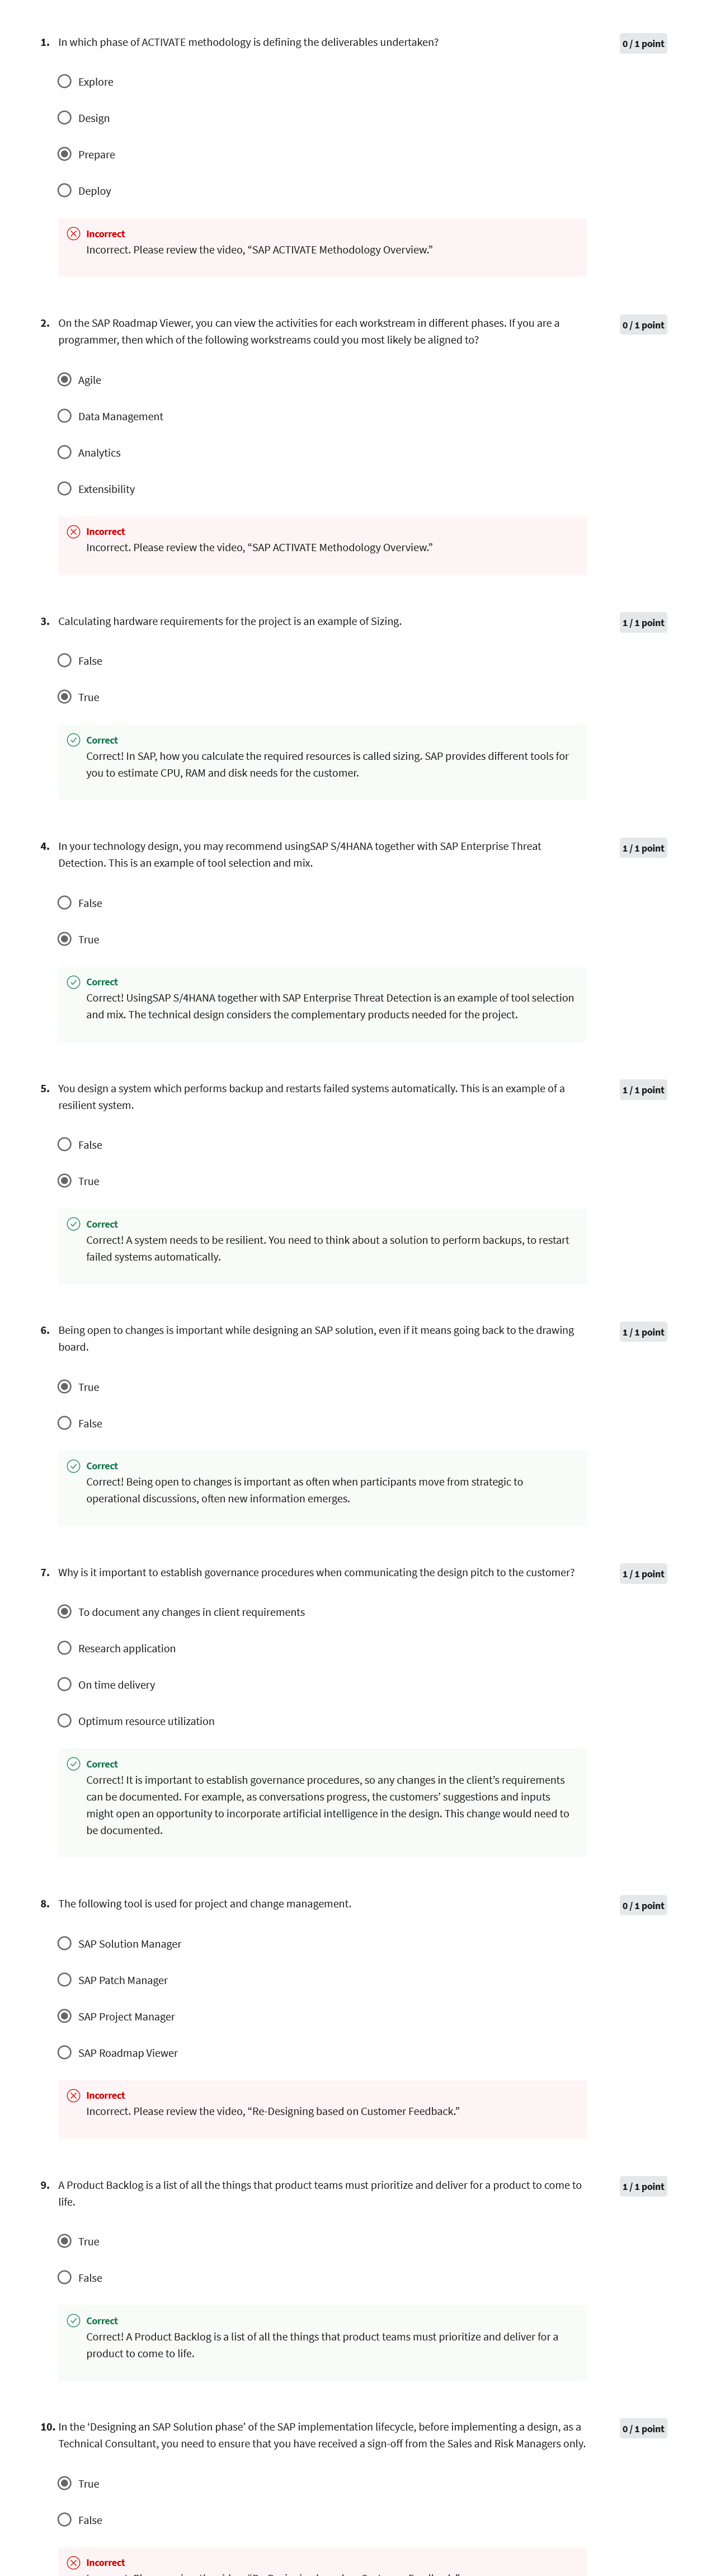 1. In which phase of ACTIVATE methodology is defining the deliverables undertaken?
0 / 1 point
Explore
Design
Prepare
Deploy
Incorrect
Incorrect. Please review the video, “SAP ACTIVATE Methodology Overview.”
2. On the SAP Roadmap Viewer, you can view the activities for each workstream in different phases. If you are a
programmer, then which of the following workstreams could you most likely be aligned to?
0 / 1 point
Agile
Data Management
Analytics
Extensibility
Incorrect
Incorrect. Please review the video, “SAP ACTIVATE Methodology Overview.”
3. Calculating hardware requirements for the project is an example of Sizing.
1 / 1 point
False
True
Correct
Correct! In SAP, how you calculate the required resources is called sizing. SAP provides different tools for
you to estimate CPU, RAM and disk needs for the customer.
4. In your technology design, you may recommend usingSAP S/4HANA together with SAP Enterprise Threat
Detection. This is an example of tool selection and mix.
1 / 1 point
False
True
Correct
Correct! UsingSAP S/4HANA together with SAP Enterprise Threat Detection is an example of tool selection
and mix. The technical design considers the complementary products needed for the project.
5. You design a system which performs backup and restarts failed systems automatically. This is an example of a
resilient system.
1 / 1 point
False
True
Correct
Correct! A system needs to be resilient. You need to think about a solution to perform backups, to restart
failed systems automatically.
6. Being open to changes is important while designing an SAP solution, even if it means going back to the drawing
board.
1 / 1 point
True
False
Correct
Correct! Being open to changes is important as often when participants move from strategic to
operational discussions, often new information emerges.
7. Why is it important to establish governance procedures when communicating the design pitch to the customer?
1 / 1 point
To document any changes in client requirements
Research application
On time delivery
Optimum resource utilization
Correct
Correct! It is important to establish governance procedures, so any changes in the client’s requirements
can be documented. For example, as conversations progress, the customers’ suggestions and inputs
might open an opportunity to incorporate artificial intelligence in the design. This change would need to
be documented.
8. The following tool is used for project and change management.
0 / 1 point
SAP Solution Manager
SAP Patch Manager
SAP Project Manager
SAP Roadmap Viewer
Incorrect
Incorrect. Please review the video, “Re-Designing based on Customer Feedback.”
9. A Product Backlog is a list of all the things that product teams must prioritize and deliver for a product to come to
life.
1 / 1 point
True
False
Correct
Correct! A Product Backlog is a list of all the things that product teams must prioritize and deliver for a
product to come to life.
10. In the ‘Designing an SAP Solution phase’ of the SAP implementation lifecycle, before implementing a design, as a
Technical Consultant, you need to ensure that you have received a sign-off from the Sales and Risk Managers only.
0 / 1 point
True
False
Incorrect